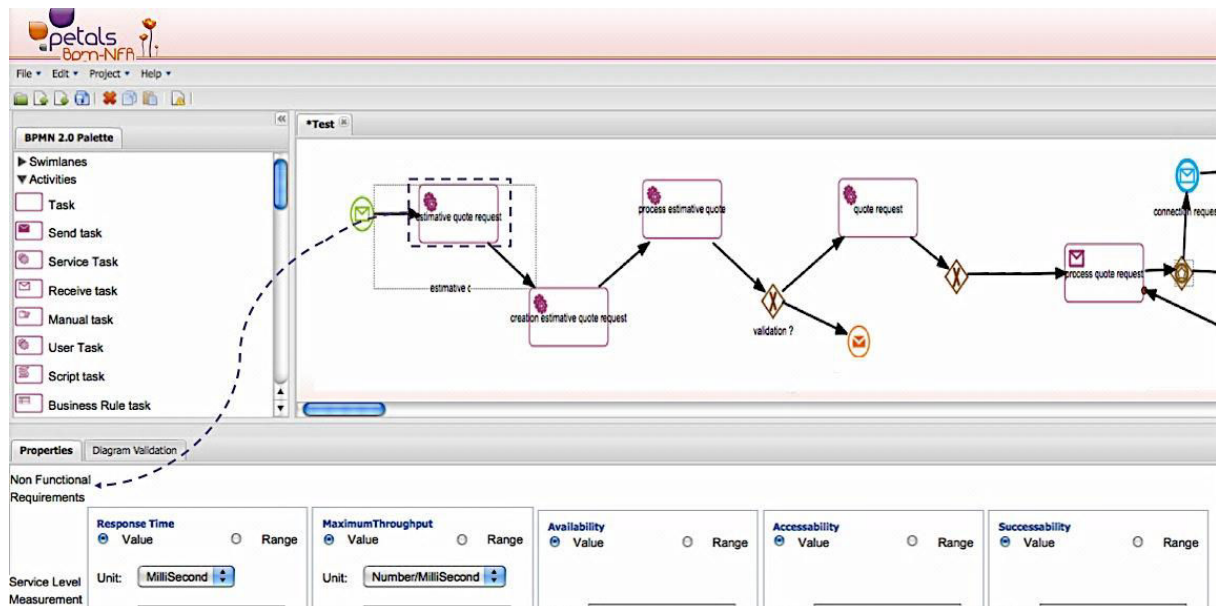 petals
Bpm-NFR
File Edit Project Help
BPMN 2.0 Palette
*Test
Swimlanes
Activities
Task
Send task
Service Task
Receive task
Manual task
User Task
Script task
Business Rule task
estimative quote request
estimative c
creation estimative quote request
process estimative quote
validation ?
quote request
process quote request
connection reques
Properties Diagram Validation
Non Functional
Requirements
Response Time
Value Range
Unit: MilliSecond
MaximumThroughput
Value Range
Unit: Number/MilliSecond
Availability
Value Range
Accessability
Value Range
Successability
Value Range
Service Level
Measurement